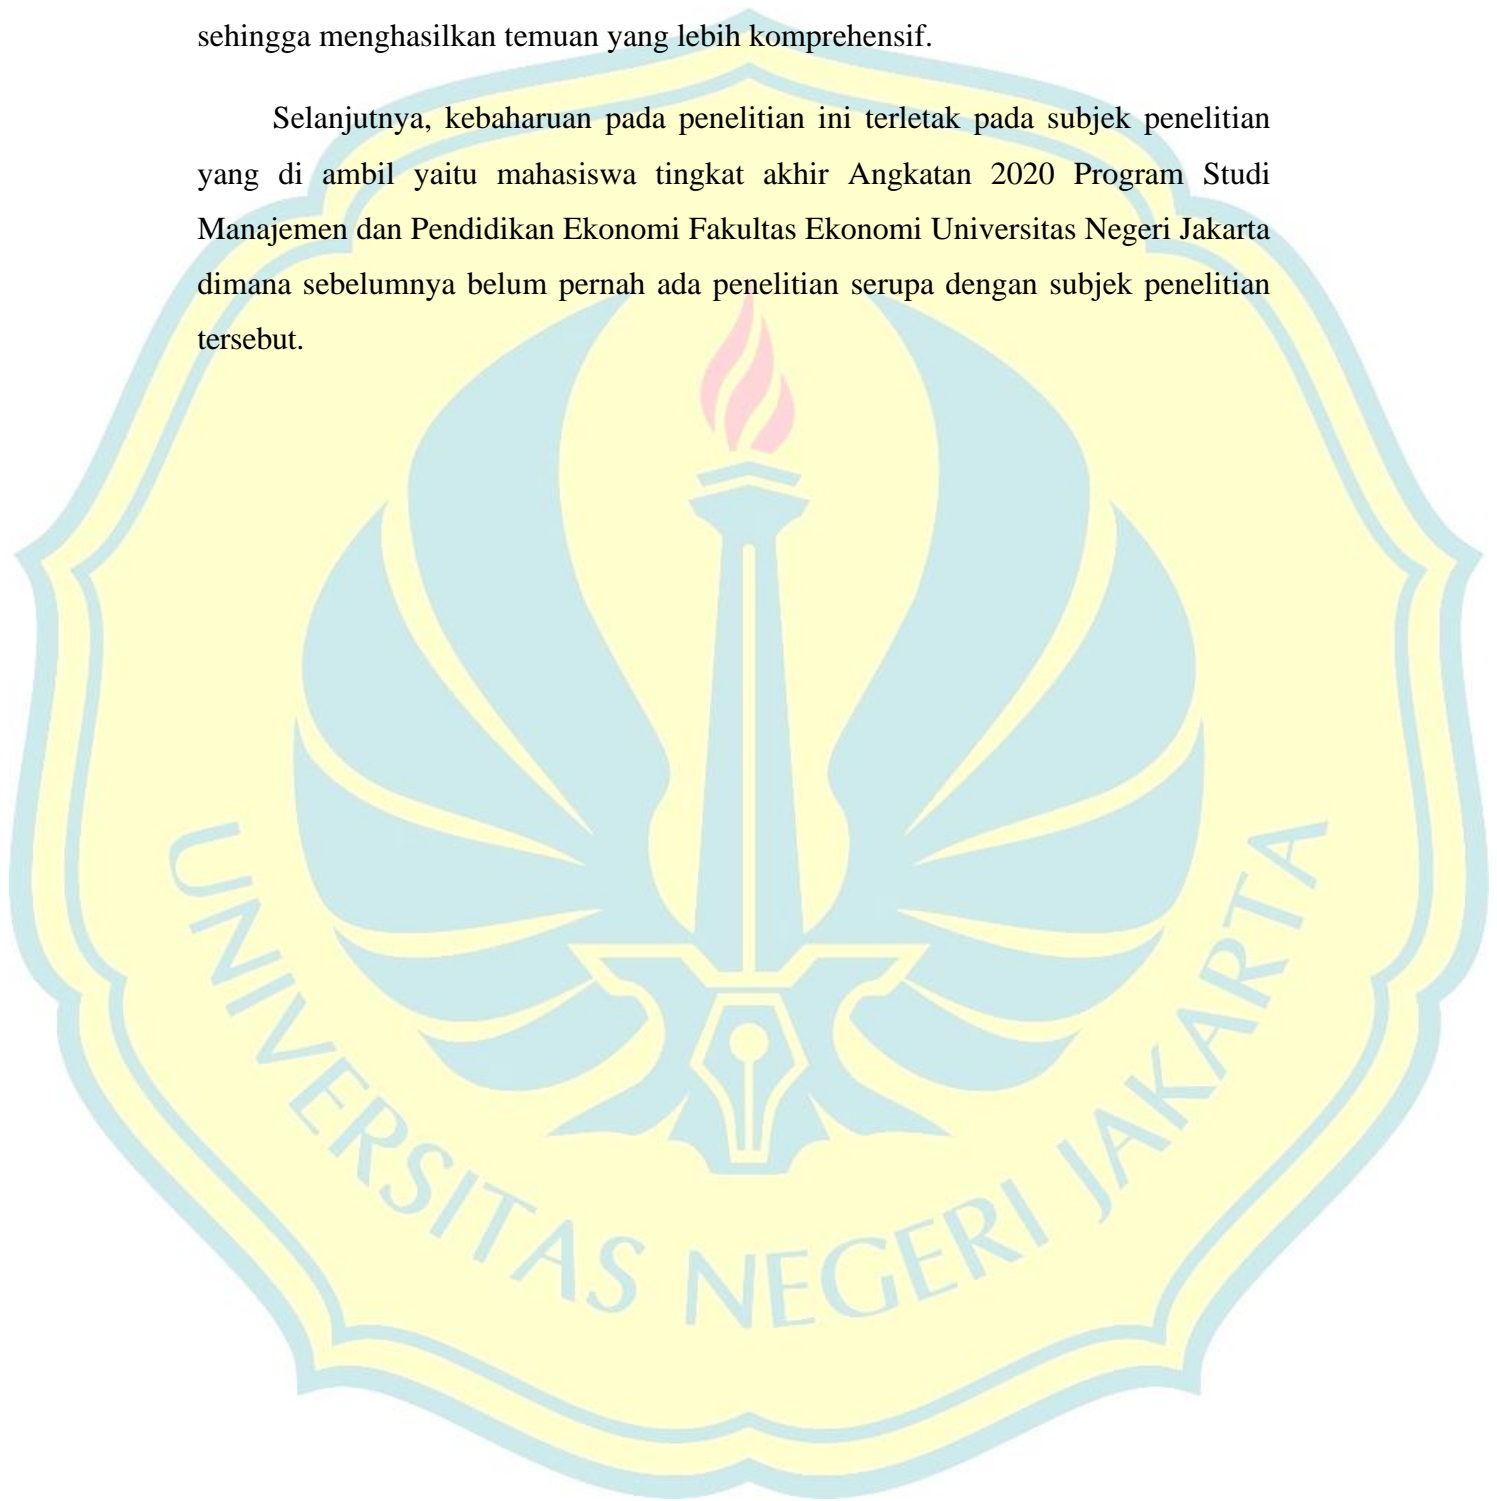 sehingga menghasilkan temuan yang lebih komprehensif.
Selanjutnya, kebaharuan pada penelitian ini terletak pada subjek penelitian
yang di ambil yaitu mahasiswa tingkat akhir Angkatan 2020 Program Studi
Manajemen dan Pendidikan Ekonomi Fakultas Ekonomi Universitas Negeri Jakarta
dimana sebelumnya belum pernah ada penelitian serupa dengan subjek penelitian
tersebut.
UNIVERSITAS NEGERI JAKARTA